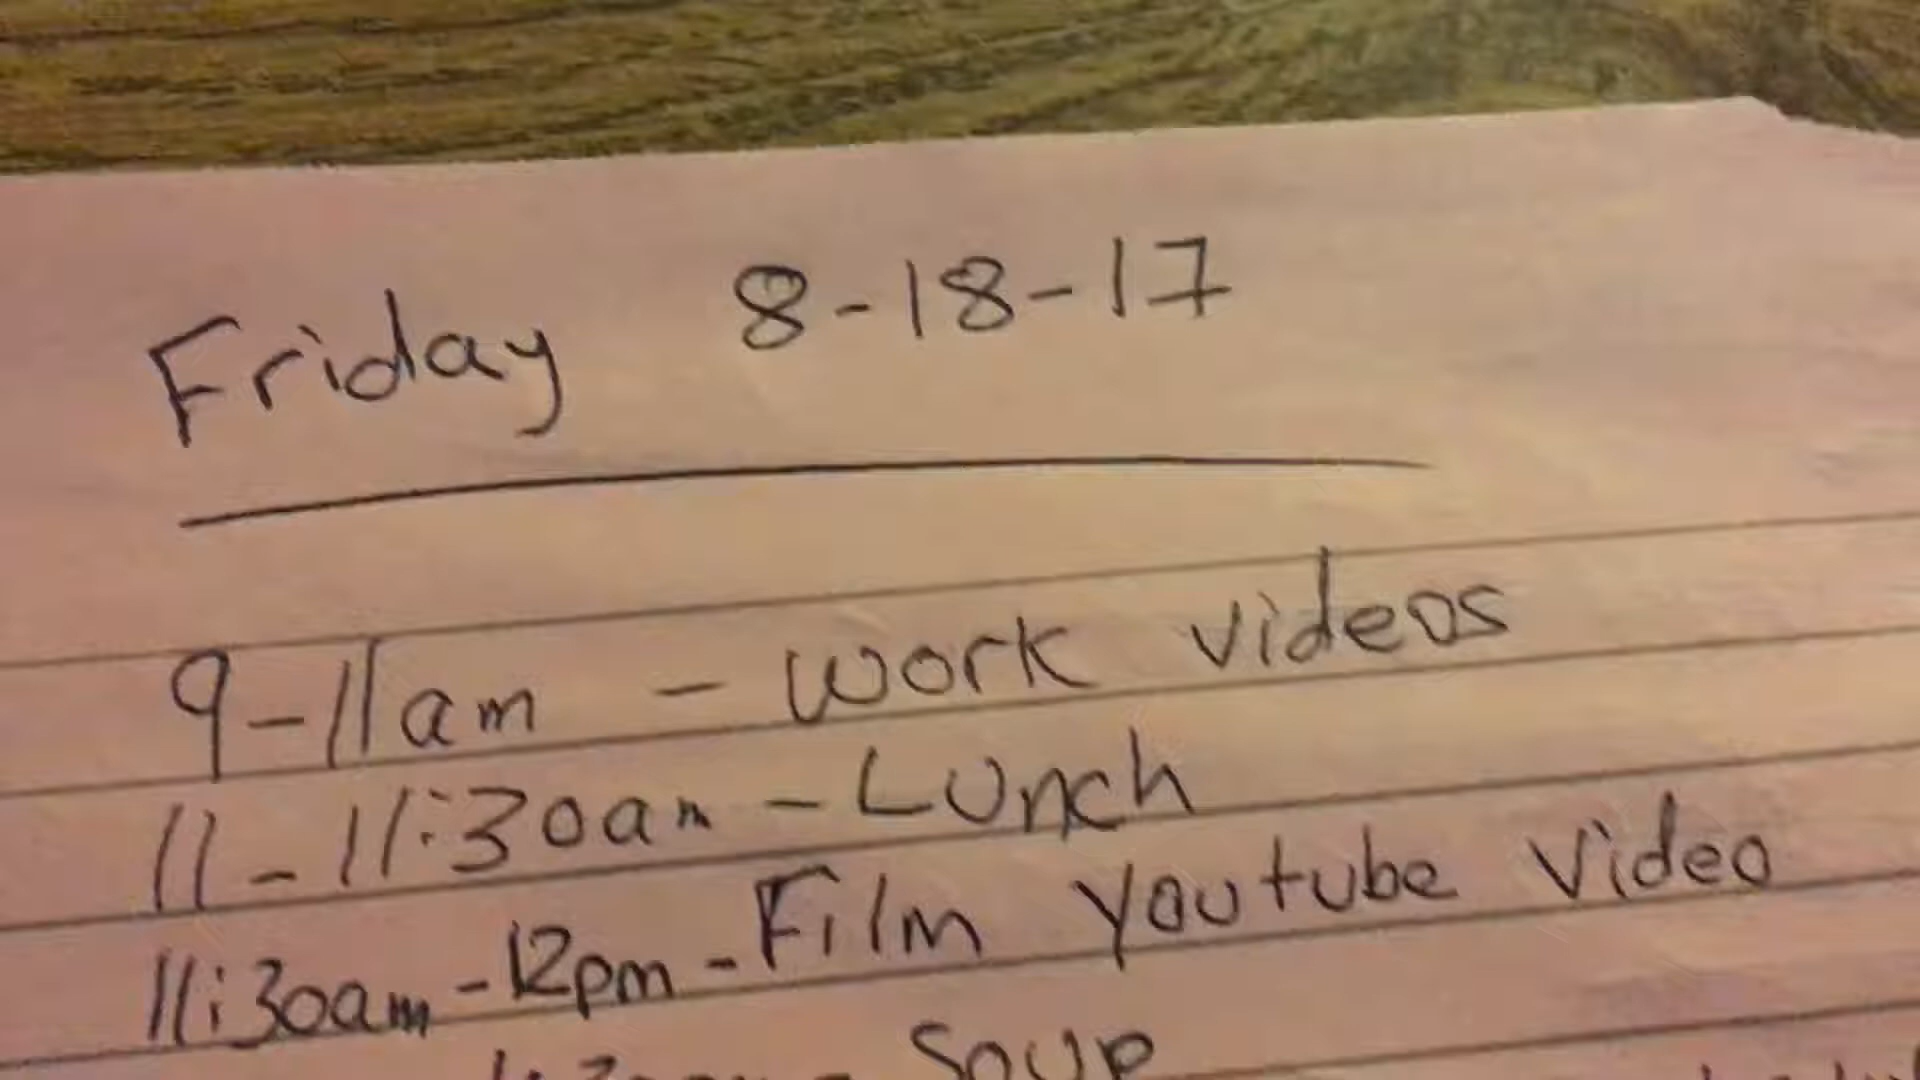 Friday 8-18-17
9-11am - work videos
11-11:30am - Lunch
11:30am-12pm-Film Youtube Video
- Soup